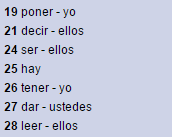 19 poner - yo
21 decir - ellos
24 ser - ellos
25 hay
26 tener - yo
27 dar - ustedes
28 leer - ellos